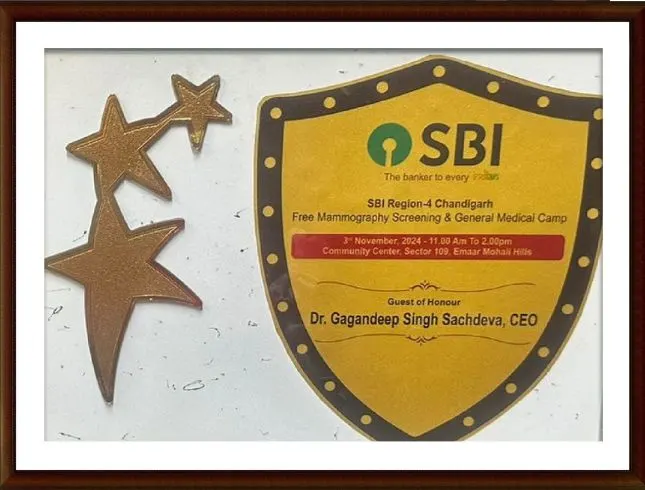 SBI
The banker to every
SBI Region-4 Chandigarh
Free Mammography Screening & General Medical Camp
3rd November, 2024 - 11.00 Am To 2.00pm
Community Center, Sector 109, Emaar Mohali Hills
Guest of Honour
Dr. Gagandeep Singh Sachdeva, CEO